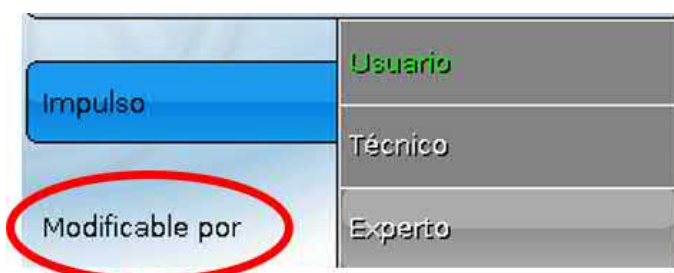 Usuario
Impulso
Técnico
Modificable por
Experto